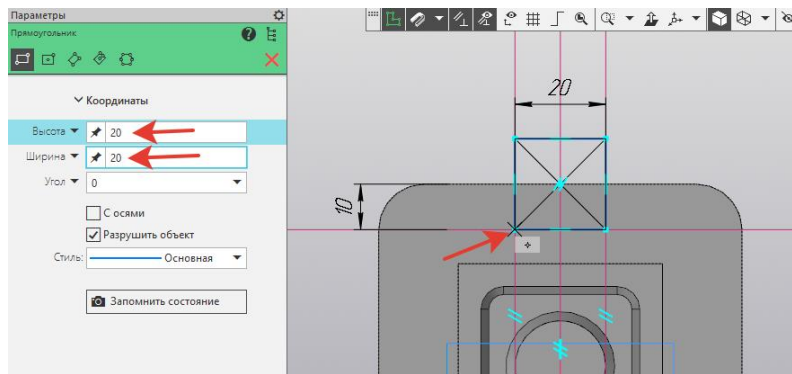 Параметры
Прямоугольник
Координаты
Высота 20
Ширина 20
Угол 0
С осями
Разрушить объект
Стиль: Основная
Запомнить состояние
20
10